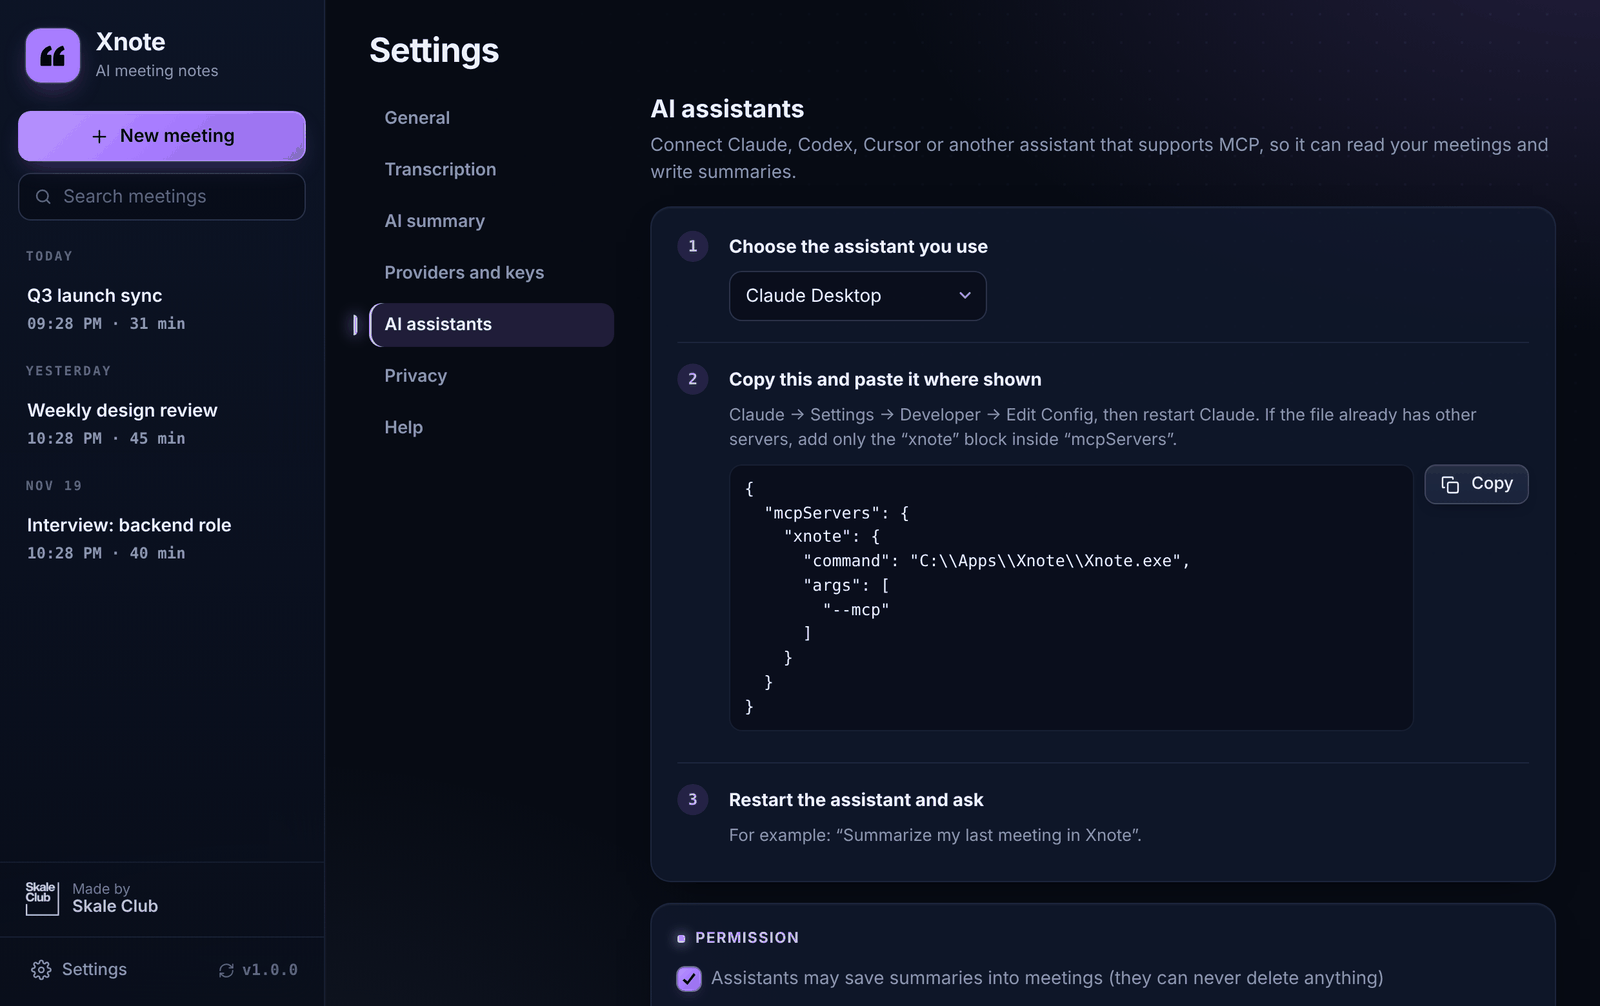 Xnote
AI meeting notes
New meeting
Search meetings
TODAY
Q3 launch sync
09:28 PM · 31 min
YESTERDAY
Weekly design review
10:28 PM · 45 min
NOV 19
Interview: backend role
10:28 PM · 40 min
Skale
Club
Made by
Skale Club
Settings
v1.0.0
Settings
General
Transcription
AI summary
Providers and keys
AI assistants
Privacy
Help
AI assistants
Connect Claude, Codex, Cursor or another assistant that supports MCP, so it can read your meetings and
write summaries.
1
Choose the assistant you use
Claude Desktop
2
Copy this and paste it where shown
Claude → Settings → Developer → Edit Config, then restart Claude. If the file already has other
servers, add only the “xnote” block inside “mcpServers”.
{
  "mcpServers": {
    "xnote": {
      "command": "C:\\Apps\\Xnote\\Xnote.exe",
      "args": [
        "--mcp"
      ]
    }
  }
}
Copy
3
Restart the assistant and ask
For example: “Summarize my last meeting in Xnote”.
PERMISSION
Assistants may save summaries into meetings (they can never delete anything)